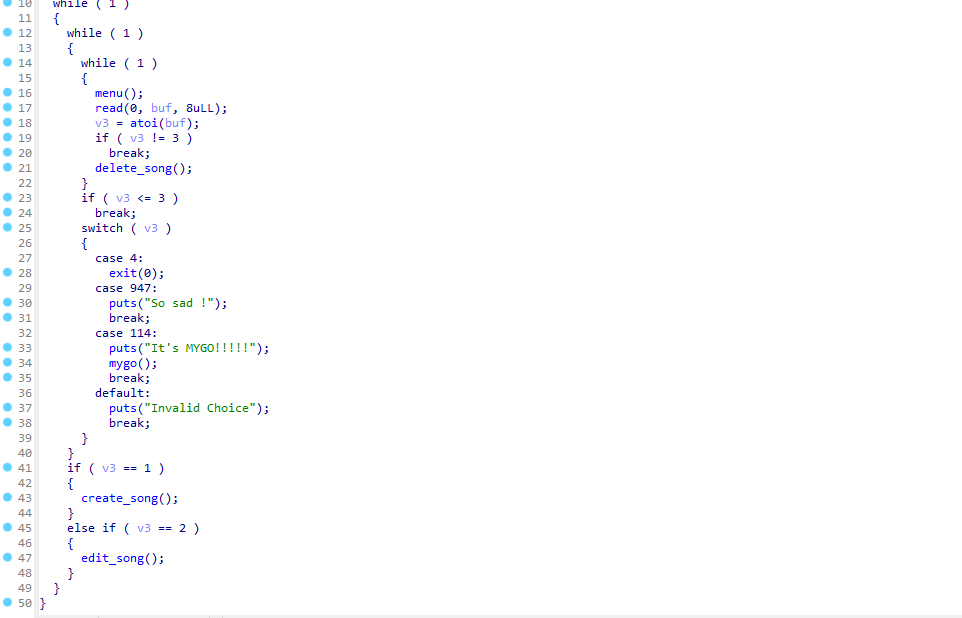 10 while ( 1 )
11 {
12 while ( 1 )
13 {
14 while ( 1 )
15 {
16 menu();
17 read(0, buf, 8uLL);
18 v3 = atoi(buf);
19 if ( v3 != 3 )
20 break;
21 delete_song();
22 }
23 if ( v3 <= 3 )
24 break;
25 switch ( v3 )
26 {
27 case 4:
28 exit(0);
29 case 947:
30 puts("So sad !");
31 break;
32 case 114:
33 puts("It's MYGO!!!!!");
34 mygo();
35 break;
36 default:
37 puts("Invalid Choice");
38 break;
39 }
40 }
41 if ( v3 == 1 )
42 {
43 create_song();
44 }
45 else if ( v3 == 2 )
46 {
47 edit_song();
48 }
49 }
50 }